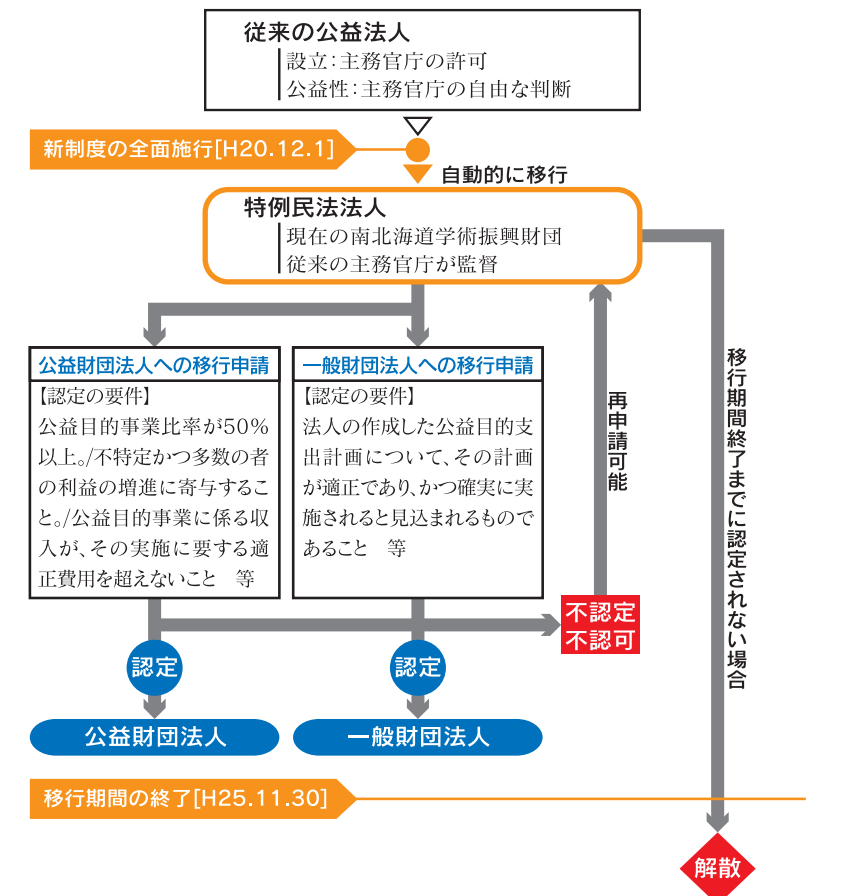 従来の公益法人
設立：主務官庁の許可
公益性：主務官庁の自由な判断
新制度の全面施行[H20.12.1]
自動的に移行
特例民法法人
現在の南北海道学術振興財団
従来の主務官庁が監督
公益財団法人への移行申請
【認定の要件】
公益目的事業比率が50％
以上。/不特定かつ多数の者
の利益の増進に寄与するこ
と。/公益目的事業に係る収
入が、その実施に要する適
正費用を超えないこと　等
一般財団法人への移行申請
【認定の要件】
法人の作成した公益目的支
出計画について、その計画
が適正であり、かつ確実に実
施されると見込まれるもので
あること　等
再申請可能
移行期間終了までに認定されない場合
不認定
不認可
認定
認定
公益財団法人
一般財団法人
移行期間の終了[H25.11.30]
解散